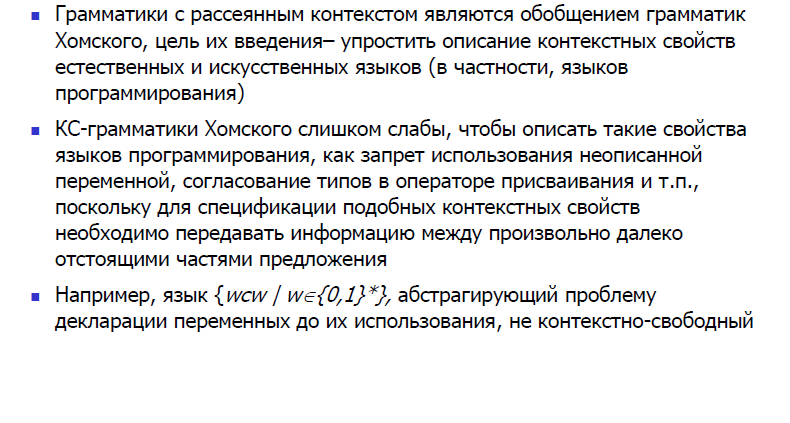 Грамматики с рассеянным контекстом являются обобщением грамматик
Хомского, цель их введения– упростить описание контекстных свойств
естественных и искусственных языков (в частности, языков
программирования)
КС-грамматики Хомского слишком слабы, чтобы описать такие свойства
языков программирования, как запрет использования неописанной
переменной, согласование типов в операторе присваивания и т.п.,
поскольку для спецификации подобных контекстных свойств
необходимо передавать информацию между произвольно далеко
отстоящими частями предложения
Например, язык {wcw | w∈{0,1}*}, абстрагирующий проблему
декларации переменных до их использования, не контекстно-свободный